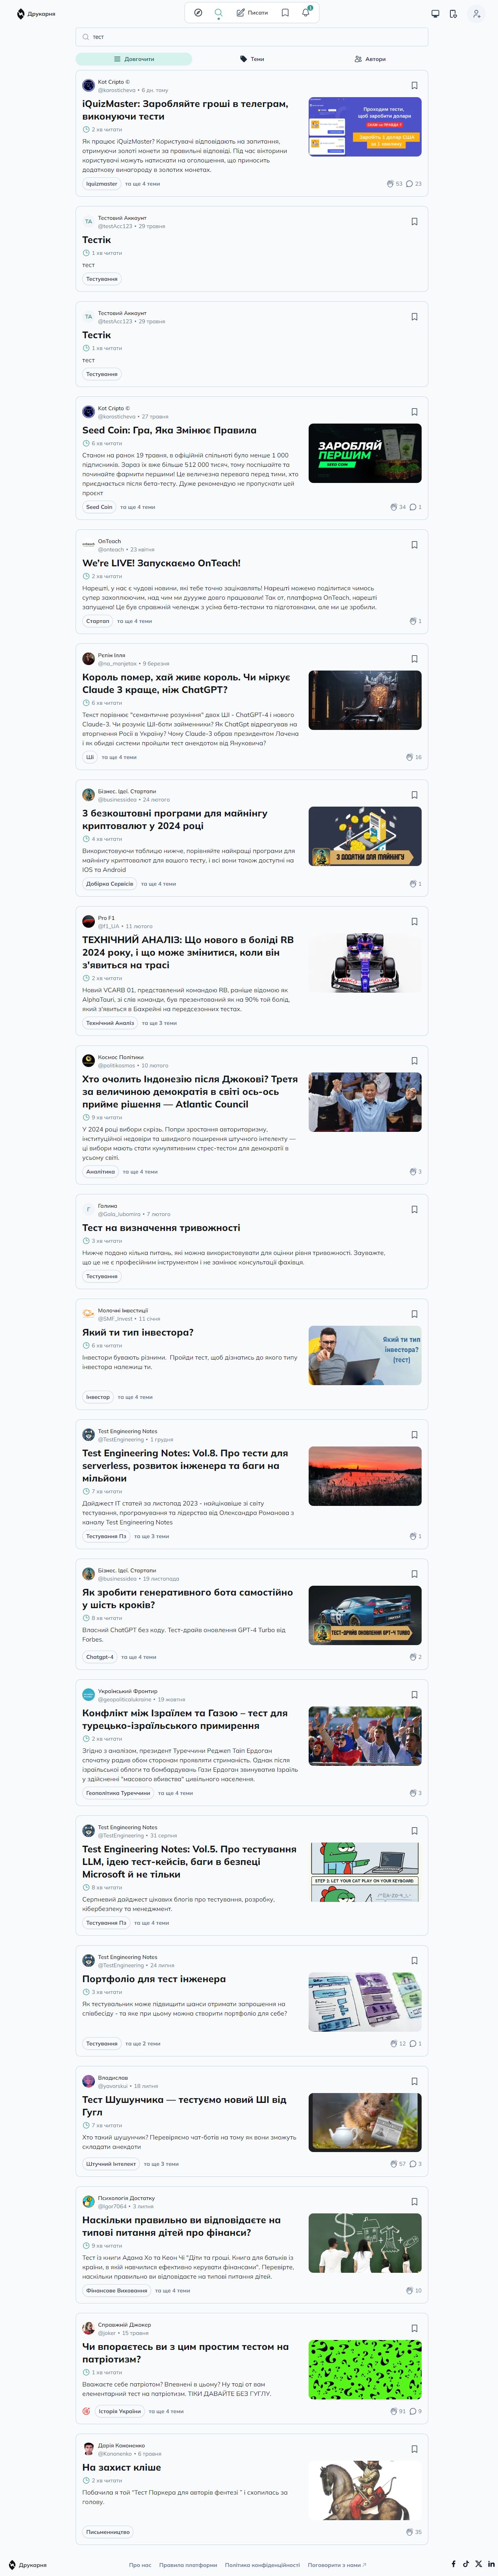 Друкарня
Писати
1
тест
Довгочити
Теми
Автори
Kot Cripto ©
@korosticheva • 6 дн. тому
iQuizMaster: Заробляйте гроші в телеграм,
виконуючи тести
2 хв читати
Як працює iQuizMaster? Користувачі відповідають на запитання,
отримуючи золоті монети за правильні відповіді. Під час вікторини
користувачі можуть натискати на оголошення, що приносить
додаткову винагороду в золотих монетах.
Iquizmaster
та ще 4 теми
53
23
Проходим тести,
щоб заробити долари
Заробіть 1 долар США
за 1 хвилину
Тестовий Аккаунт
@testAcc123 • 29 травня
Тестік
1 хв читати
тест
Тестування
Тестовий Аккаунт
@testAcc123 • 29 травня
Тестік
1 хв читати
тест
Тестування
Kot Cripto ©
@korosticheva • 27 травня
Seed Coin: Гра, Яка Змінює Правила
6 хв читати
Станом на ранок 19 травня, в офіційній спільноті було менше 1 000
підписників. Зараз їх вже більше 512 000 тисяч, тому поспішайте та
починайте фармити першими! Це величезна перевага перед тими, хто
приєднається після бета-тесту. Дуже рекомендую не пропускати цей
проєкт
Seed Coin
та ще 4 теми
34
1
ЗАРОБЛЯЙ
ПЕРШИМ
SEED COIN
OnTeach
@onteach • 23 квітня
We're LIVE! Запускаємо OnTeach!
2 хв читати
Нарешті, у нас є чудові новини, які тебе точно зацікавлять! Нарешті можемо поділитися чимось
супер захоплюючим, над чим ми дуууже довго працювали! Так от, платформа OnTeach, нарешті
запущена! Це був справжній челендж з усіма бета-тестами та підготовками, але ми це зробили.
Стартап
та ще 4 теми
1
Рєпін Ілля
@na_manjetax • 9 березня
Король помер, хай живе король. Чи міркує
Claude 3 краще, ніж ChatGPT?
6 хв читати
Текст порівнює "семантичне розуміння" двох ШІ - ChatGPT-4 і нового
Claude-3. Чи розуміє ШІ-боти займенники? Як ChatGpt відреагував на
вторгнення Росії в Україну? Чому Claude-3 образ президентом Лачена
і як обидві системи пройшли тест анекдотом від Януковича?
ШІ
та ще 4 теми
16
Бізнес. Ідеї. Стартапи
@businessidea • 24 лютого
3 безкоштовні програми для майнінгу
криптовалют у 2024 році
4 хв читати
Використовуючи таблицю нижче, порівняйте найкращі програми для
майнінгу криптовалют для вашого тесту, і всі вони також доступні на
IOS та Android
Добірка Сервісів
та ще 4 теми
1
3 ДОДАТКИ ДЛЯ МАЙНІНГУ
Pro F1
@f1_UA • 11 лютого
ТЕХНІЧНИЙ АНАЛІЗ: Що нового в боліді RB
2024 року, і що може змінитися, коли він
з'явиться на трасі
2 хв читати
Новий VCARB 01, представлений командою RB, раніше відомою як
AlphaTauri, зі слів команди, був презентований як на 90% той болід,
який з'явиться в Бахрейні на передсезонних тестах.
Технічний Аналіз
та ще 3 теми
Космос Політики
@politikosmos • 10 лютого
Хто очолить Індонезію після Джокові? Третя
за величиною демократія в світі ось-ось
прийме рішення — Atlantic Council
9 хв читати
У 2024 році вибори скрізь. Попри зростання авторитаризму,
інституційної недовіри та швидкого поширення штучного інтелекту —
ці вибори мають стати кумулятивним стрес-тестом для демократії в
усьому світі.
Аналітика
та ще 4 теми
3
Г
Галина
@Gala_lubomira • 7 лютого
Тест на визначення тривожності
3 хв читати
Нижче подано кілька питань, які можна використовувати для оцінки рівня тривожності. Зауважте,
що це не є професійним інструментом і не замінює консультації фахівця.
Тестування
Молочні Інвестиції
@SMF_Invest • 11 січня
Який ти тип інвестора?
6 хв читати
Інвестори бувають різними. Пройди тест, щоб дізнатись до якого типу
інвестора належиш ти.
Інвестор
та ще 4 теми
Який ти тип
інвестора?
(тест)
Test Engineering Notes
@TestEngineering • 1 грудня
Test Engineering Notes: Vol.8. Про тести для
serverless, розвиток інженера та баги на
мільйони
7 хв читати
Дайджест IT статей за листопад 2023 - найцікавіше зі світу
тестування, програмування та лідерства від Олександра Романова з
каналу Test Engineering Notes
Тестування Пз
та ще 3 теми
1
Бізнес. Ідеї. Стартапи
@businessidea • 19 листопада
Як зробити генеративного бота самостійно
у шість кроків?
8 хв читати
Власний ChatGPT без коду. Тест-драйв оновлення GPT-4 Turbo від
Forbes.
Chatgpt-4
та ще 4 теми
2
ТЕСТ-ДРАЙВ ОНОВЛЕННЯ GPT-4 TURBO
Український Фронтир
@geopoliticalukraine • 19 жовтня
Конфлікт між Ізраїлем та Газою – тест для
турецько-ізраїльського примирення
2 хв читати
Згідно з аналізом, президент Туреччини Реджеп Таїп Ердоган
спочатку радив обом сторонам проявляти стриманість. Однак після
ізраїльської облоги та бомбардувань Гази Ердоган звинуватив Ізраїль
у здійсненні "масового вбивства" цивільного населення.
Геополітика Туреччини
та ще 4 теми
3
Test Engineering Notes
@TestEngineering • 31 серпня
Test Engineering Notes: Vol.5. Про тестування
LLM, ідею тест-кейсів, баги в безпеці
Microsoft й не тільки
8 хв читати
Серпневий дайджест цікавих блогів про тестування, розробку,
кібербезпеку та менеджмент.
Тестування Пз
та ще 4 теми
STEP 2: LET YOUR CAT PLAY ON YOUR KEYBOARD
Test Engineering Notes
@TestEngineering • 24 липня
Портфоліо для тест інженера
3 хв читати
Як тестувальник може підвищити шанси отримати запрошення на
співбесіду - та яке при цьому можна створити портфоліо для себе?
Тестування
та ще 2 теми
12
1
Владислав
@yavorskui • 18 липня
Тест Шушунчика — тестуємо новий ШІ від
Гугл
7 хв читати
Хто такий шушунчик? Перевіряємо чат-ботів на тому як вони зможуть
складати анекдоти
Штучний Інтелект
та ще 3 теми
57
3
Психологія Достатку
@Igor7064 • 3 липня
Наскільки правильно ви відповідаєте на
типові питання дітей про фінанси?
9 хв читати
Тест із книги Адама Хо та Кеон Чі "Діти та гроші. Книга для батьків із
країни, в якій навчилися ефективно керувати фінансами". Перевірте,
наскільки правильно ви відповідаєте на типові питання дітей.
Фінансове Виховання
та ще 4 теми
10
Справжній Джокер
@joker • 15 травня
Чи впораєтесь ви з цим простим тестом на
патріотизм?
1 хв читати
Вважаєте себе патріотом? Впевнені в цьому? Ну тоді от вам
елементарний тест на патріотизм. ТІКИ ДАВАЙТЕ БЕЗ ГУГЛУ.
Історія України
та ще 4 теми
91
9
Дарія Кононенко
@Kononenko • 6 травня
На захист кліше
2 хв читати
Побачила я той "Тест Паркера для авторів фентезі " і схопилась за
голову.
Письменництво
35
Друкарня
Про нас
Правила платформи
Політика конфіденційності
Поговорити з нами